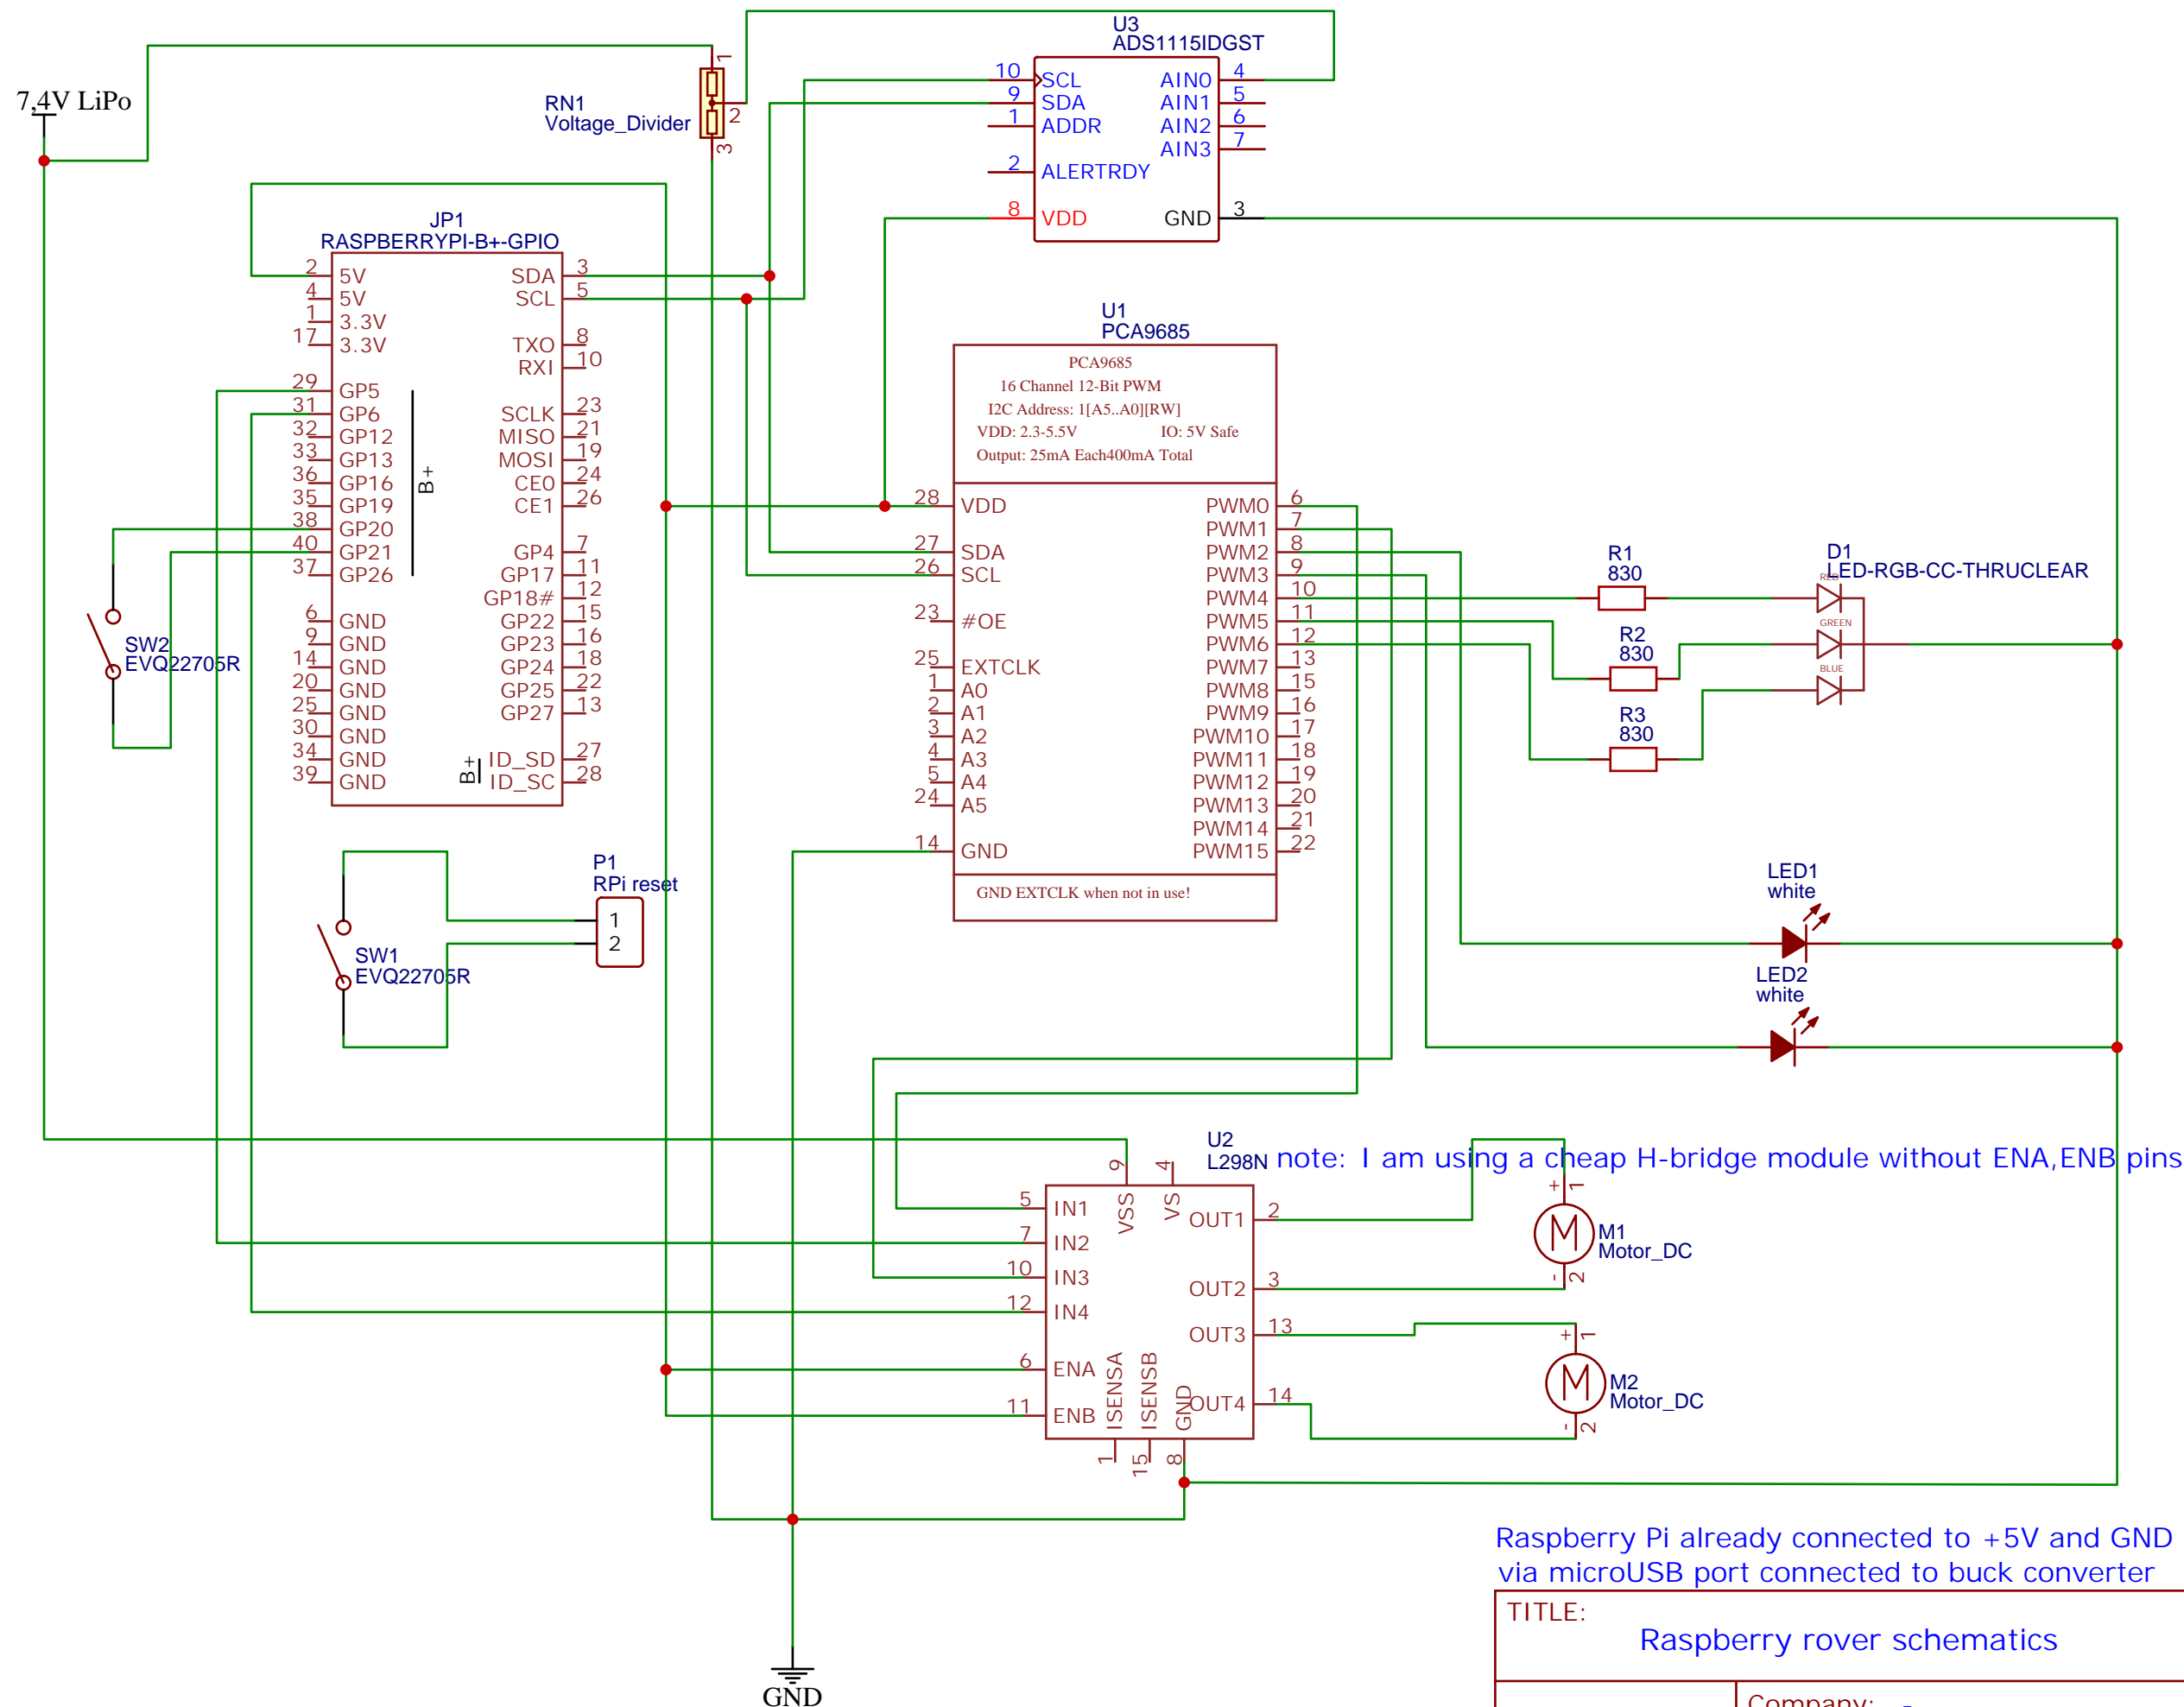 7,4V LiPo
RN1
Voltage_Divider
1
2
3
U3
ADS1115IDGST
10 SCL AIN0 4
9 SDA AIN1 5
1 ADDR AIN2 6
AIN3 7
2 ALERTRDY
8 VDD GND 3
JP1
RASPBERRYPI-B+-GPIO
2 5V SDA 3
4 5V SCL 5
1 3.3V
17 3.3V TXO 8
RXI 10
29 GP5
31 GP6 SCLK 23
32 GP12 MISO 21
33 GP13 MOSI 19
36 GP16 CE0 24
35 GP19 CE1 26
38 GP20
40 GP21 GP4 7
37 GP26 GP17 11
GP18# 12
6 GND GP22 15
9 GND GP23 16
14 GND GP24 18
20 GND GP25 22
25 GND GP27 13
30 GND
34 GND ID_SD 27
39 GND ID_SC 28
B+
B+
SW2
EVQ22705R
P1
RPi reset
1
2
SW1
EVQ22705R
U1
PCA9685
PCA9685
16 Channel 12-Bit PWM
I2C Address: 1[A5..A0][RW]
VDD: 2.3-5.5V IO: 5V Safe
Output: 25mA Each400mA Total
28 VDD PWM0 6
PWM1 7
27 SDA PWM2 8
26 SCL PWM3 9
PWM4 10
23 #OE PWM5 11
PWM6 12
25 EXTCLK PWM7 13
1 A0 PWM8 15
2 A1 PWM9 16
3 A2 PWM10 17
4 A3 PWM11 18
5 A4 PWM12 19
24 A5 PWM13 20
PWM14 21
14 GND PWM15 22
GND EXTCLK when not in use!
R1
830
R2
830
R3
830
D1
LED-RGB-CC-THRUCLEAR
RED
GREEN
BLUE
LED1
white
LED2
white
U2
L298N
note: I am using a cheap H-bridge module without ENA,ENB pins
9 VSS
4 VS
5 IN1 OUT1 2
7 IN2
10 IN3 OUT2 3
12 IN4 OUT3 13
6 ENA
11 ENB OUT4 14
ISENSA 1
ISENSB 15
GND 8
+ 1
M
M1
Motor_DC
- 2
+ 1
M
M2
Motor_DC
- 2
GND
Raspberry Pi already connected to +5V and GND
via microUSB port connected to buck converter
TITLE:
Raspberry rover schematics
Company: -